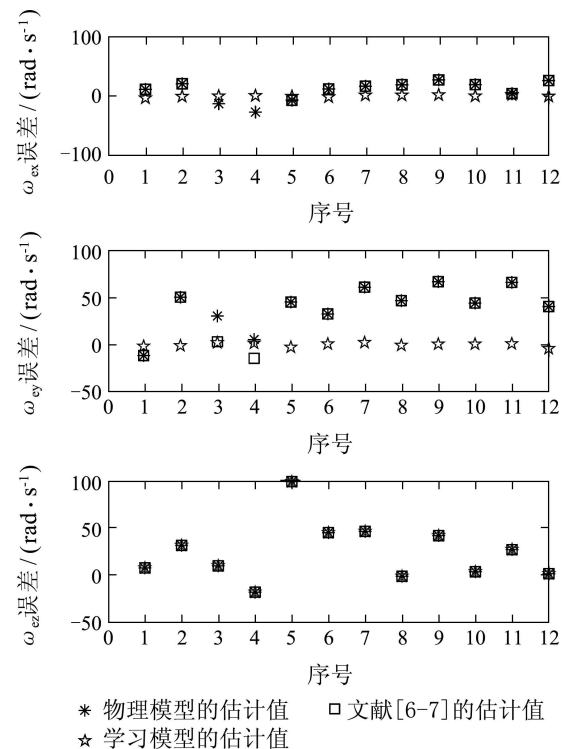 100
0
−100
ω_ex误差/(rad·s⁻¹)
0 1 2 3 4 5 6 7 8 9 10 11 12
序号
100
50
0
−50
ω_ey误差/(rad·s⁻¹)
0 1 2 3 4 5 6 7 8 9 10 11 12
序号
100
50
0
−50
ω_ez误差/(rad·s⁻¹)
0 1 2 3 4 5 6 7 8 9 10 11 12
序号
物理模型的估计值 文献[6-7]的估计值
学习模型的估计值